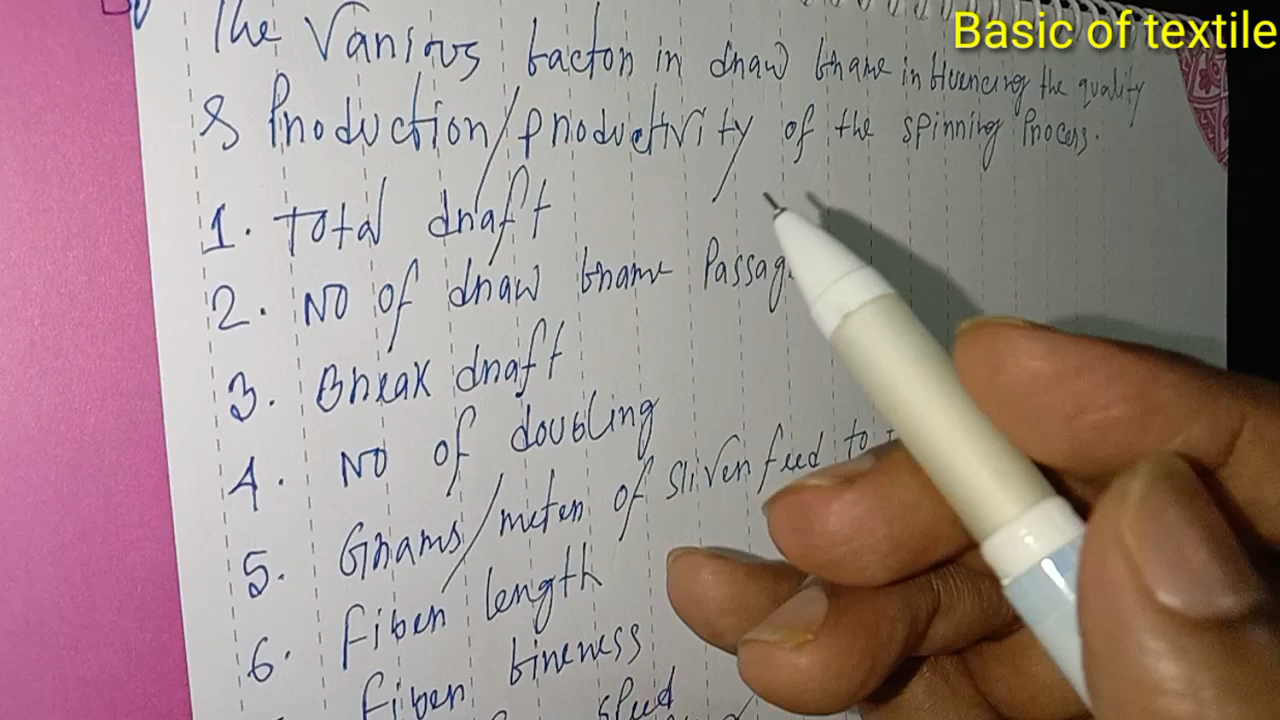 Basic of textile
The Various factor in draw frame influencing the quality
& Production/productivity of the spinning Process.
1. Total draft
2. No of draw frame Passag
3. Break draft
4. No of doubling
5. Grams/meter of sliver feed to
6. Fiber length
Fiber fineness
speed